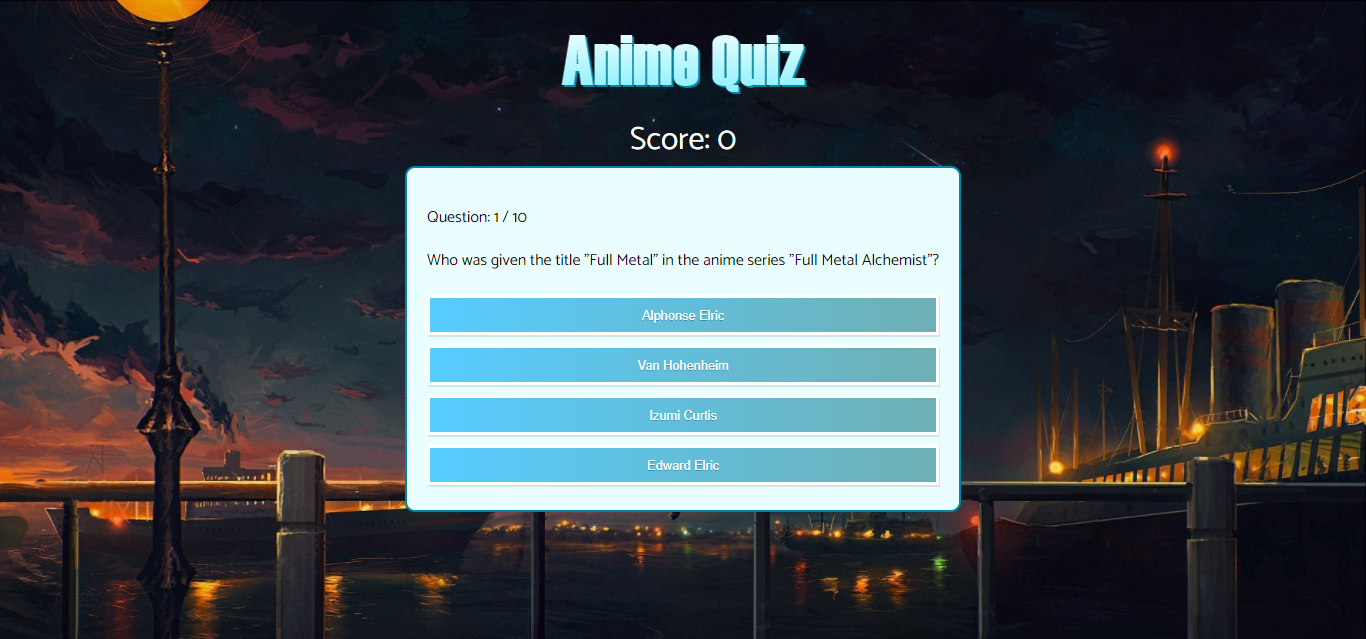 Anime Quiz
Score: 0
Question: 1 / 10
Who was given the title "Full Metal" in the anime series "Full Metal Alchemist"?
Alphonse Elric
Van Hohenheim
Izumi Curtis
Edward Elric